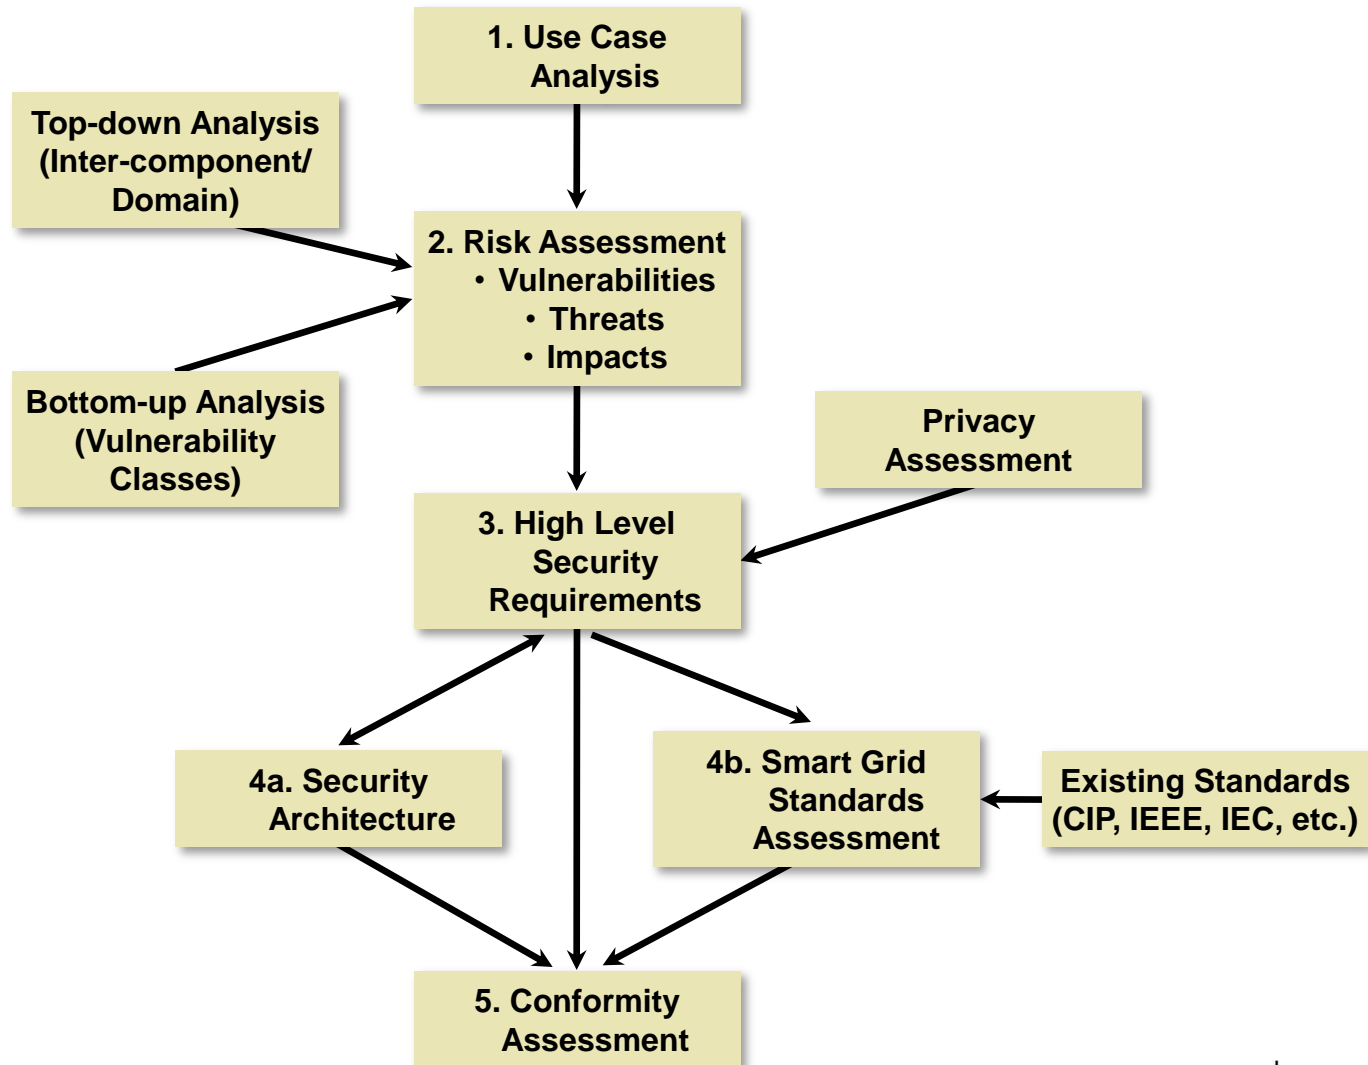 1. Use Case
Analysis
Top-down Analysis
(Inter-component/
Domain)
2. Risk Assessment
• Vulnerabilities
• Threats
• Impacts
Bottom-up Analysis
(Vulnerability
Classes)
Privacy
Assessment
3. High Level
Security
Requirements
4a. Security
Architecture
4b. Smart Grid
Standards
Assessment
Existing Standards
(CIP, IEEE, IEC, etc.)
5. Conformity
Assessment